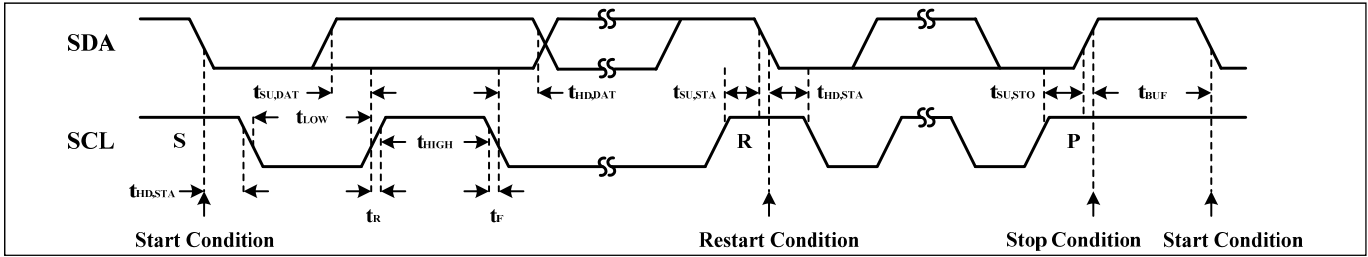 SDA
tSU,DAT tHD,DAT tSU,STA tHD,STA tSU,STO tBUF
tLOW
SCL S tHIGH R P
tHD,STA
tR tF
Start Condition Restart Condition Stop Condition Start Condition